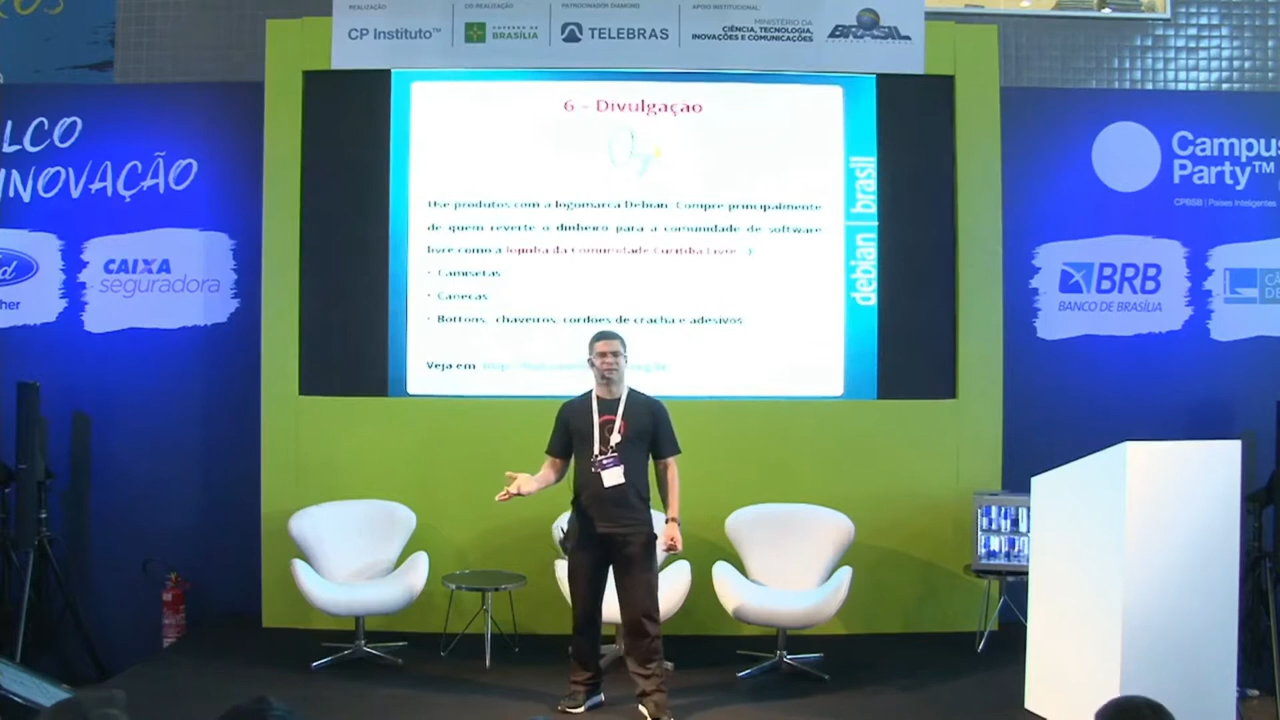 REALIZAÇÃO
CP Instituto™
CO-REALIZAÇÃO
GOVERNO DE
BRASÍLIA
PATROCINADOR DIAMOND
TELEBRAS
APOIO INSTITUCIONAL
MINISTÉRIO DA
CIÊNCIA, TECNOLOGIA,
INOVAÇÕES E COMUNICAÇÕES
BRASIL
6 – Divulgação
Use produtos com a logomarca Debian. Compre principalmente
de quem reverte o dinheiro para a comunidade de software
livre como a lojinha da Comunidade Curitiba Livre
• Camisetas
• Canecas
• Bottons, chaveiros, cordões de crachá e adesivos
Veja em
debian | brasil
LCO
INOVAÇÃO
CAIXA
seguradora
Campus
Party™
CPBSB | Países Inteligentes
BRB
BANCO DE BRASÍLIA